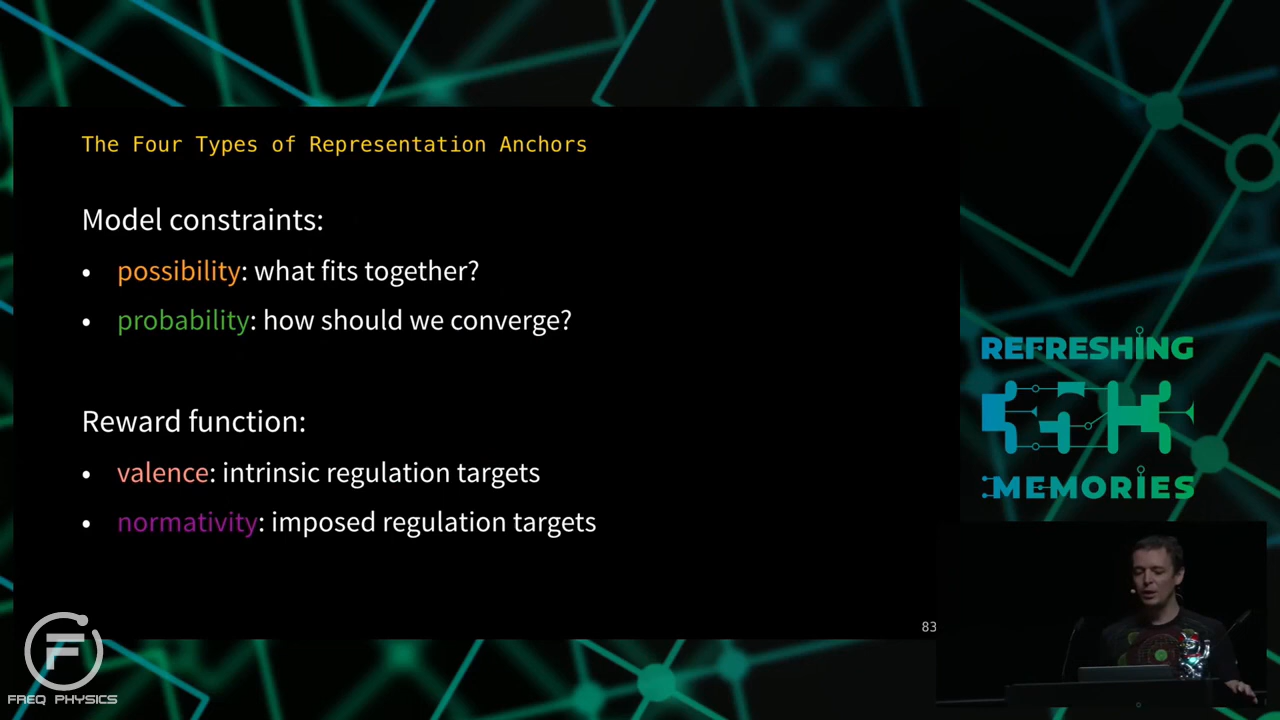 The Four Types of Representation Anchors
Model constraints:
• possibility: what fits together?
• probability: how should we converge?
Reward function:
• valence: intrinsic regulation targets
• normativity: imposed regulation targets
83
REFRESHING
35C3
MEMORIES
F
FREQ PHYSICS